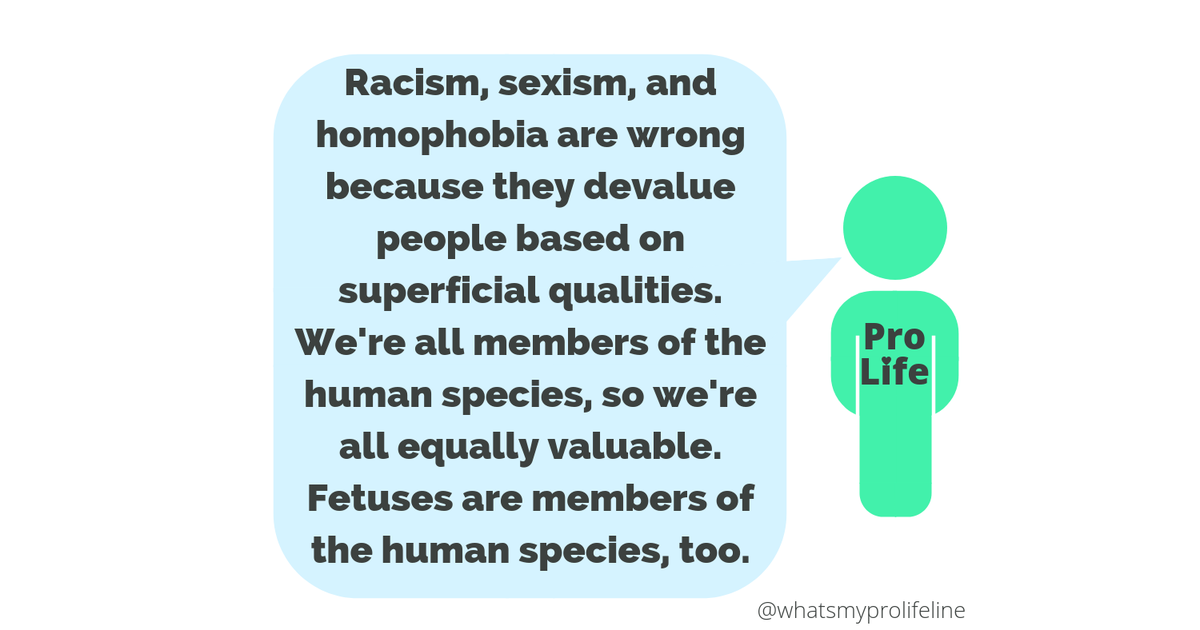 Racism, sexism, and
homophobia are wrong
because they devalue
people based on
superficial qualities.
We're all members of the
human species, so we're
all equally valuable.
Fetuses are members of
the human species, too.
Pro
Life
@whatsmyprolifeline